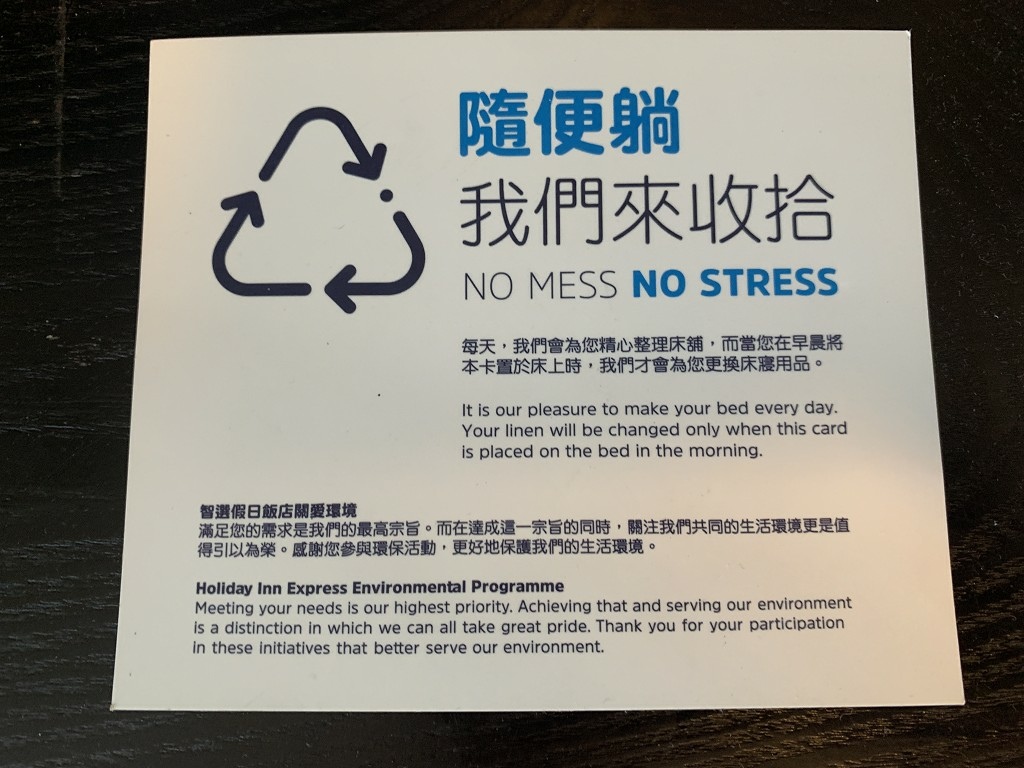 隨便躺
我們來收拾
NO MESS NO STRESS
每天，我們會為您精心整理床舖，而當您在早晨將
本卡置於床上時，我們才會為您更換床寢用品。
It is our pleasure to make your bed every day.
Your linen will be changed only when this card
is placed on the bed in the morning.
智選假日飯店關愛環境
滿足您的需求是我們的最高宗旨。而在達成這一宗旨的同時，關注我們共同的生活環境更是值
得引以為榮。感謝您參與環保活動，更好地保護我們的生活環境。
Holiday Inn Express Environmental Programme
Meeting your needs is our highest priority. Achieving that and serving our environment
is a distinction in which we can all take great pride. Thank you for your participation
in these initiatives that better serve our environment.